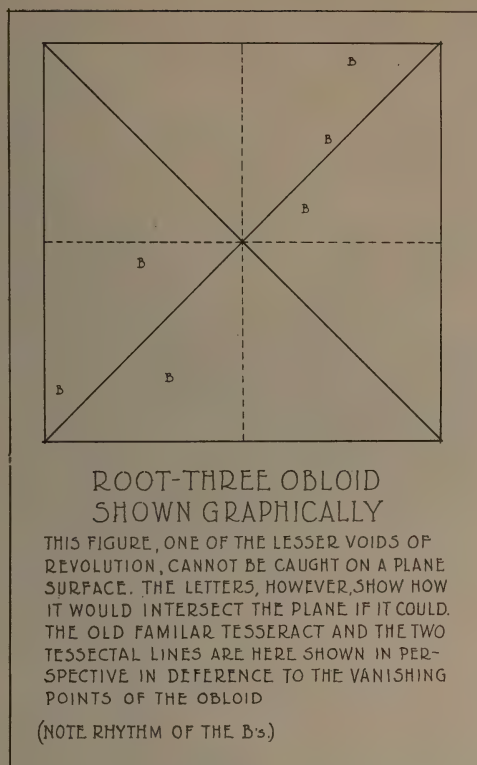 B
B
B
B
B
B
ROOT-THREE OBLOID
SHOWN GRAPHICALLY
THIS FIGURE, ONE OF THE LESSER VOIDS OF
REVOLUTION, CANNOT BE CAUGHT ON A PLANE
SURFACE. THE LETTERS, HOWEVER, SHOW HOW
IT WOULD INTERSECT THE PLANE IF IT COULD.
THE OLD FAMILAR TESSERACT AND THE TWO
TESSECTAL LINES ARE HERE SHOWN IN PER-
SPECTIVE IN DEFERENCE TO THE VANISHING
POINTS OF THE OBLOID
(NOTE RHYTHM OF THE B's.)